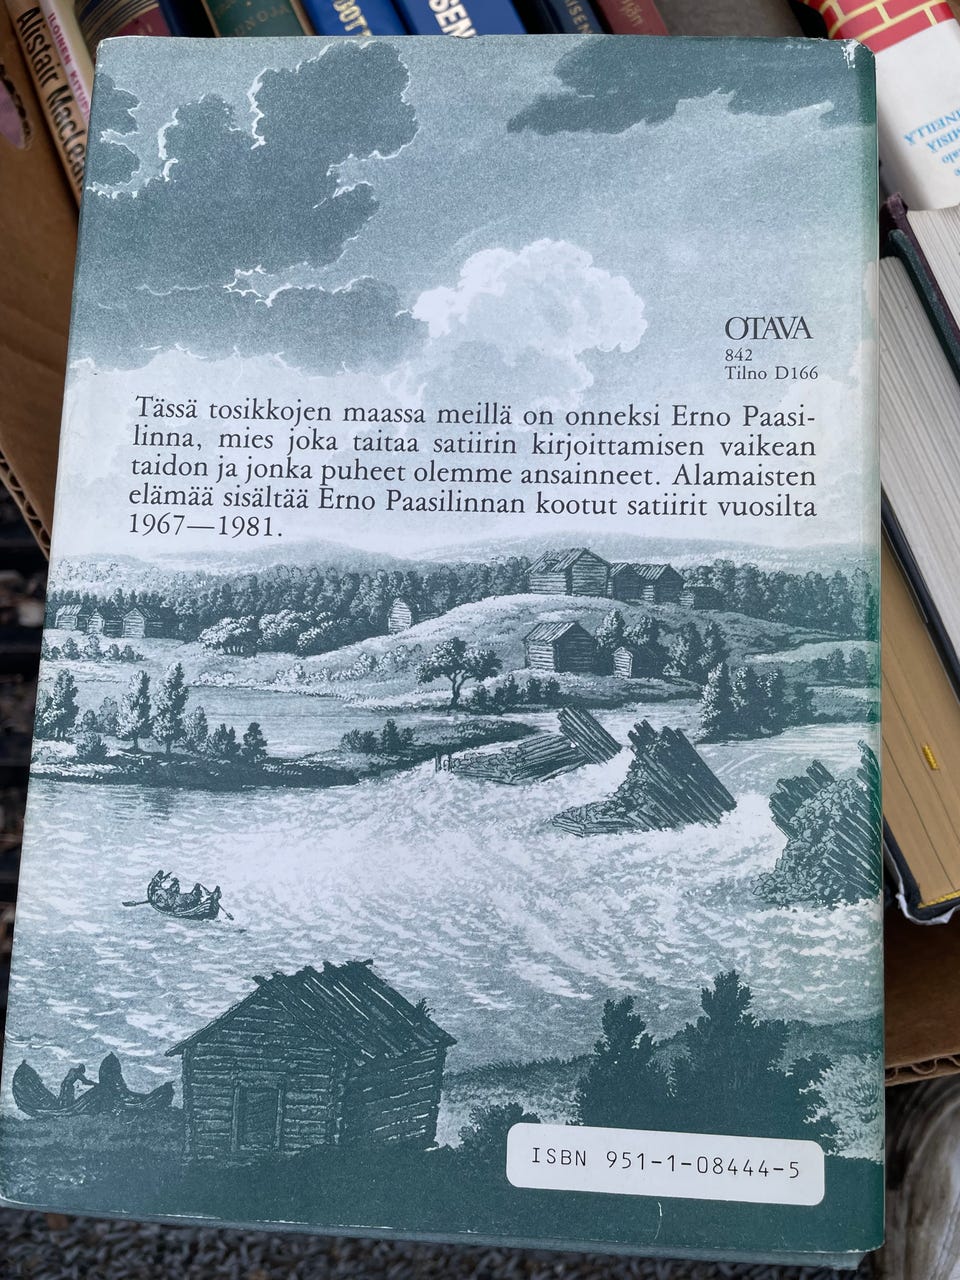 Alistair MacLean
OTAVA
842
Tilno D166
Tässä tosikkojen maassa meillä on onneksi Erno Paasi-
linna, mies joka taitaa satiirin kirjoittamisen vaikean
taidon ja jonka puheet olemme ansainneet. Alamaisten
elämää sisältää Erno Paasilinnan kootut satiirit vuosilta
1967—1981.
ISBN 951-1-08444-5